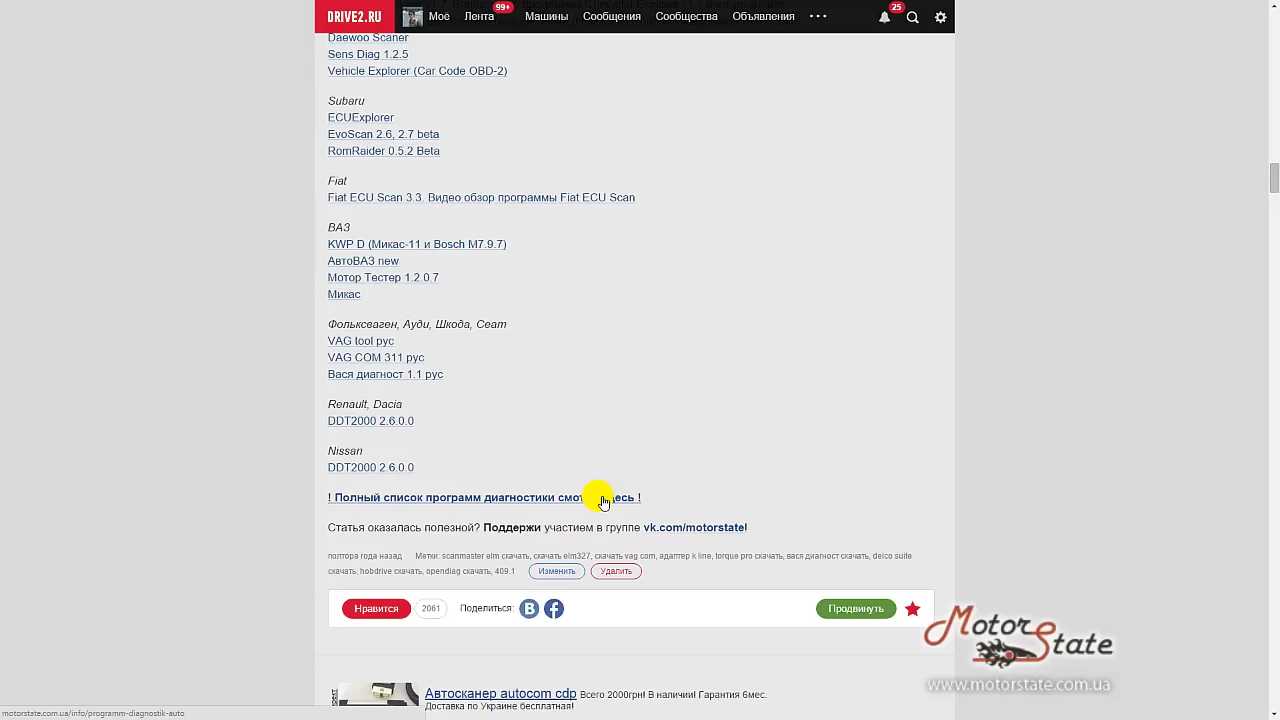 DRIVE2.RU
Моё Лента 99+ Машины Сообщения Сообщества Объявления 25
Daewoo Scaner
Sens Diag 1.2.5
Vehicle Explorer (Car Code OBD-2)
Subaru
ECUExplorer
EvoScan 2.6, 2.7 beta
RomRaider 0.5.2 Beta
Fiat
Fiat ECU Scan 3.3. Видео обзор программы Fiat ECU Scan
ВАЗ
KWP D (Микас-11 и Bosch M7.9.7)
АвтоВАЗ new
Мотор Тестер 1.2.0.7
Микас
Фольксваген, Ауди, Шкода, Сеат
VAG tool рус
VAG COM 311 рус
Вася диагност 1.1 рус
Renault, Dacia
DDT2000 2.6.0.0
Nissan
DDT2000 2.6.0.0
! Полный список программ диагностики !
Статья оказалась полезной? Поддержи участием в группе vk.com/motorstate!
полтора года назад Метки: scanmaster elm скачать, скачать elm327, скачать vag com, адаптер k line, torque pro скачать, вася диагност скачать, delco suite
скачать, hobdrive скачать, opendiag скачать, 409.1 Изменить Удалить
Нравится 2061 Поделиться: Продвинуть
MotorState
www.motorstate.com.ua
Автосканер autocom cdp Всего 2000грн! В наличии! Гарантия 6мес.
Доставка по Украине бесплатная!
motorstate.com.ua/info/programm-diagnostik-auto